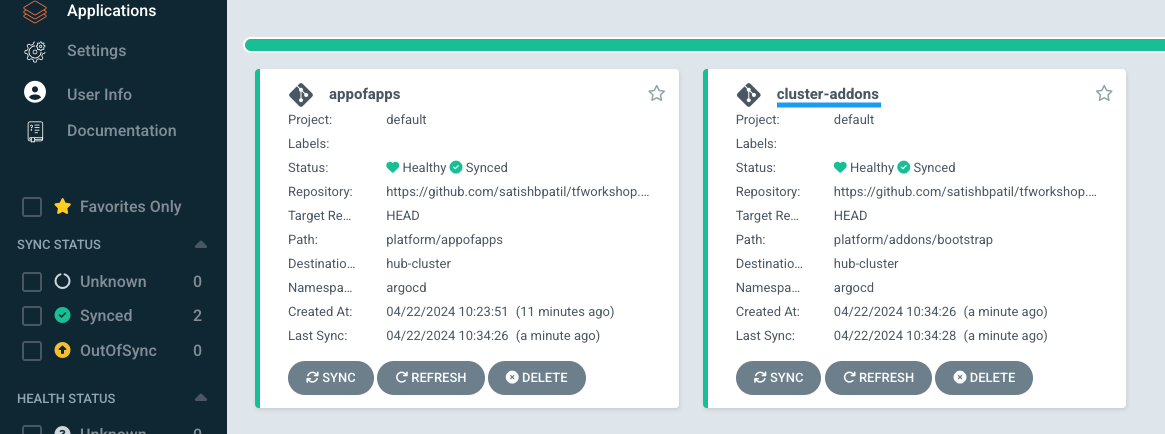 Applications
Settings
User Info
Documentation
Favorites Only
SYNC STATUS
Unknown 0
Synced 2
OutOfSync 0
HEALTH STATUS
Unknown 0
appofapps
Project: default
Labels:
Status: Healthy Synced
Repository: https://github.com/satishbpatil/tfworkshop....
Target Re... HEAD
Path: platform/appofapps
Destinatio... hub-cluster
Namespa... argocd
Created At: 04/22/2024 10:23:51 (11 minutes ago)
Last Sync: 04/22/2024 10:34:26 (a minute ago)
SYNC REFRESH DELETE
cluster-addons
Project: default
Labels:
Status: Healthy Synced
Repository: https://github.com/satishbpatil/tfworkshop....
Target Re... HEAD
Path: platform/addons/bootstrap
Destinatio... hub-cluster
Namespa... argocd
Created At: 04/22/2024 10:34:26 (a minute ago)
Last Sync: 04/22/2024 10:34:28 (a minute ago)
SYNC REFRESH DELETE